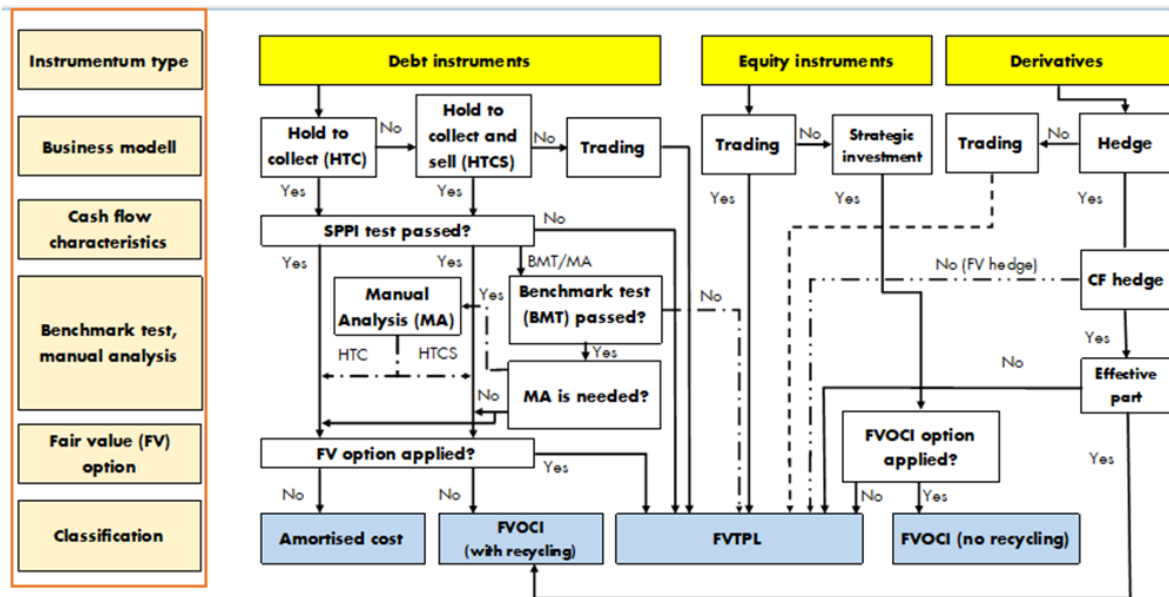 Instrumentum type
Debt instruments
Equity instruments
Derivatives
Business modell
Hold to
collect (HTC)
No
Hold to
collect and
sell (HTCS)
No
Trading
Trading
No
Strategic
investment
Trading
No
Hedge
Yes
Yes
Yes
Yes
Yes
Cash flow
characteristics
SPPI test passed?
No
Yes
Yes
BMT/MA
No (FV hedge)
CF hedge
Benchmark test,
manual analysis
Manual
Analysis (MA)
Yes
Benchmark test
(BMT) passed?
No
Yes
HTC
HTCS
Yes
No
MA is needed?
No
Effective
part
Fair value (FV)
option
FV option applied?
Yes
FVOCI option
applied?
Yes
No
No
No
Yes
Classification
Amortised cost
FVOCI
(with recycling)
FVTPL
FVOCI (no recycling)